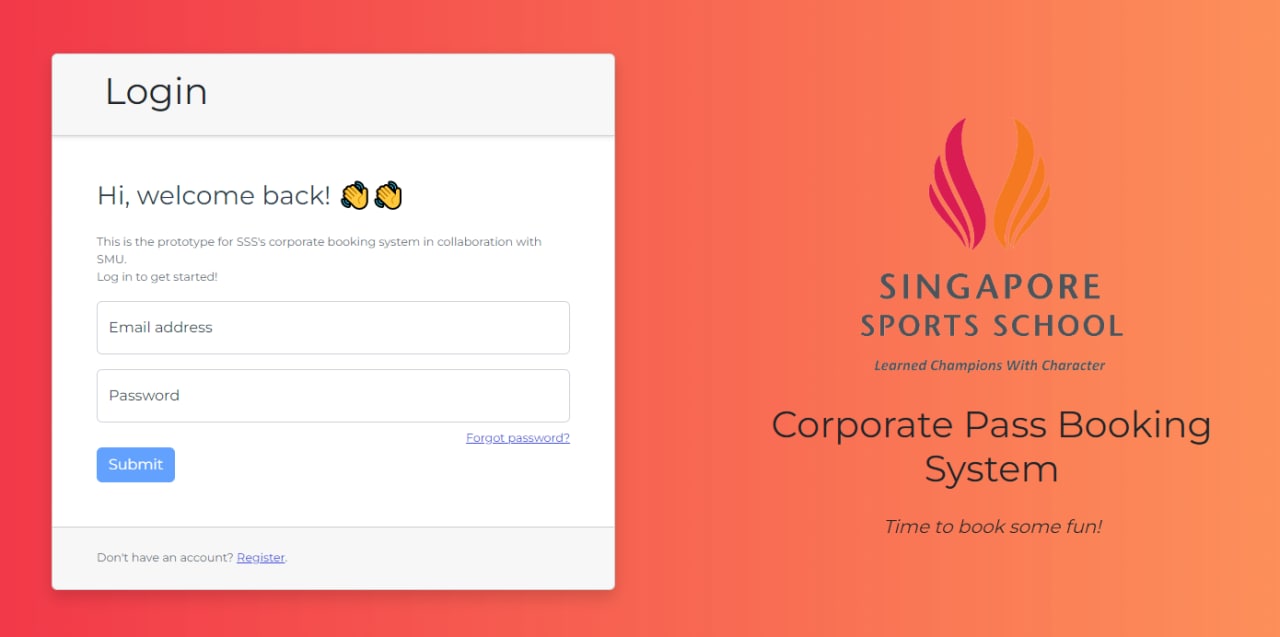 Login
Hi, welcome back! 👏👏
This is the prototype for SSS's corporate booking system in collaboration with
SMU.
Log in to get started!
Email address
Password
Forgot password?
Submit
Don't have an account? Register.
SINGAPORE
SPORTS SCHOOL
Learned Champions With Character
Corporate Pass Booking
System
Time to book some fun!